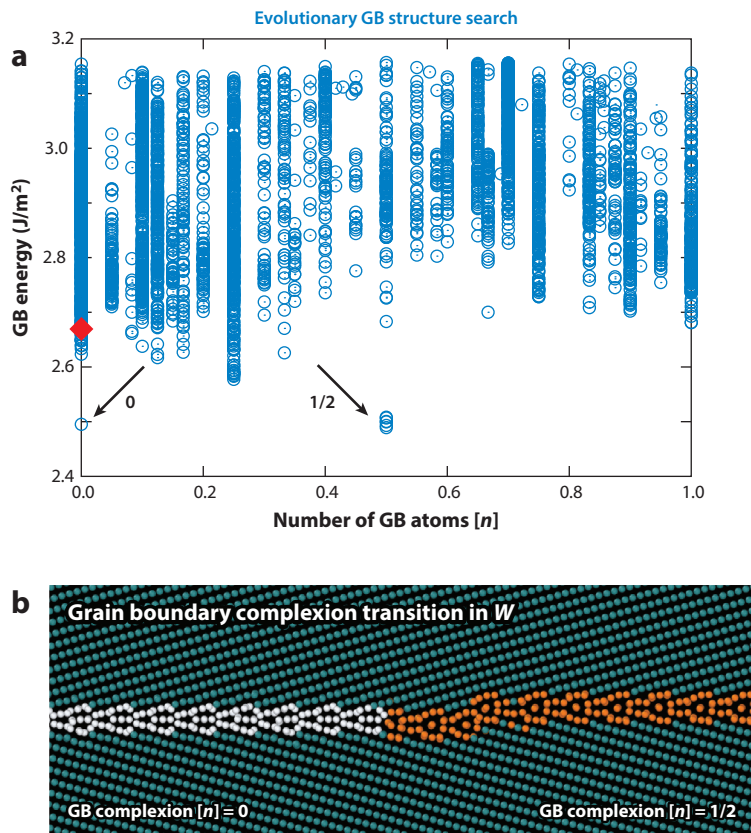 Evolutionary GB structure search
a
3.2
3.0
2.8
2.6
2.4
GB energy (J/m²)
0
1/2
0.0
0.2
0.4
0.6
0.8
1.0
Number of GB atoms [n]
b
Grain boundary complexion transition in W
GB complexion [n] = 0
GB complexion [n] = 1/2